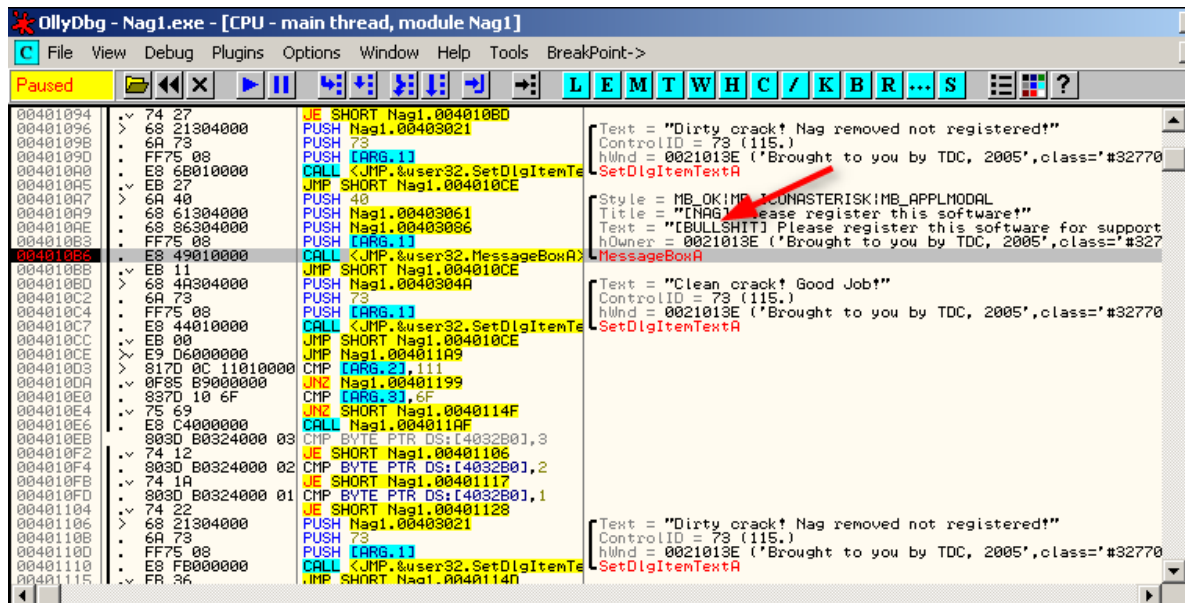 OllyDbg - Nag1.exe - [CPU - main thread, module Nag1]
C File View Debug Plugins Options Window Help Tools BreakPoint->
Paused L E M T W H C / K B R ... S ?
00401094 .v 74 27 JE SHORT Nag1.004010BD
00401096 > 68 21304000 PUSH Nag1.00403021 Text = "Dirty crack! Nag removed not registered!"
0040109B . 6A 73 PUSH 73 ControlID = 73 (115.)
0040109D . FF75 08 PUSH [ARG.1] hWnd = 0021013E ('Brought to you by TDC, 2005',class='#32770
004010A0 . E8 6B010000 CALL <JMP.&user32.SetDlgItemTe SetDlgItemTextA
004010A5 .v EB 27 JMP SHORT Nag1.004010CE
004010A7 > 6A 40 PUSH 40 Style = MB_OK|MB_ICONASTERISK|MB_APPLMODAL
004010A9 . 68 61304000 PUSH Nag1.00403061 Title = "[NAG] Please register this software!"
004010AE . 68 86304000 PUSH Nag1.00403086 Text = "[BULLSHIT] Please register this software for support
004010B3 . FF75 08 PUSH [ARG.1] hOwner = 0021013E ('Brought to you by TDC, 2005',class='#327
004010B6 . E8 49010000 CALL <JMP.&user32.MessageBoxA> MessageBoxA
004010BB .v EB 11 JMP SHORT Nag1.004010CE
004010BD > 68 4A304000 PUSH Nag1.0040304A Text = "Clean crack! Good Job!"
004010C2 . 6A 73 PUSH 73 ControlID = 73 (115.)
004010C4 . FF75 08 PUSH [ARG.1] hWnd = 0021013E ('Brought to you by TDC, 2005',class='#32770
004010C7 . E8 44010000 CALL <JMP.&user32.SetDlgItemTe SetDlgItemTextA
004010CC .v EB 00 JMP SHORT Nag1.004010CE
004010CE >v E9 D6000000 JMP Nag1.004011A9
004010D3 > 817D 0C 11010000 CMP [ARG.2],111
004010DA .v 0F85 B9000000 JNZ Nag1.00401199
004010E0 . 837D 10 6F CMP [ARG.3],6F
004010E4 .v 75 69 JNZ SHORT Nag1.0040114F
004010E6 . E8 C4000000 CALL Nag1.004011AF
004010EB 803D B0324000 03 CMP BYTE PTR DS:[4032B0],3
004010F2 .v 74 12 JE SHORT Nag1.00401106
004010F4 . 803D B0324000 02 CMP BYTE PTR DS:[4032B0],2
004010FB .v 74 1A JE SHORT Nag1.00401117
004010FD . 803D B0324000 01 CMP BYTE PTR DS:[4032B0],1
00401104 .v 74 22 JE SHORT Nag1.00401128
00401106 > 68 21304000 PUSH Nag1.00403021 Text = "Dirty crack! Nag removed not registered!"
0040110B . 6A 73 PUSH 73 ControlID = 73 (115.)
0040110D . FF75 08 PUSH [ARG.1] hWnd = 0021013E ('Brought to you by TDC, 2005',class='#32770
00401110 . E8 FB000000 CALL <JMP.&user32.SetDlgItemTe SetDlgItemTextA
00401115 .v EB 36 JMP SHORT Nag1.0040114D